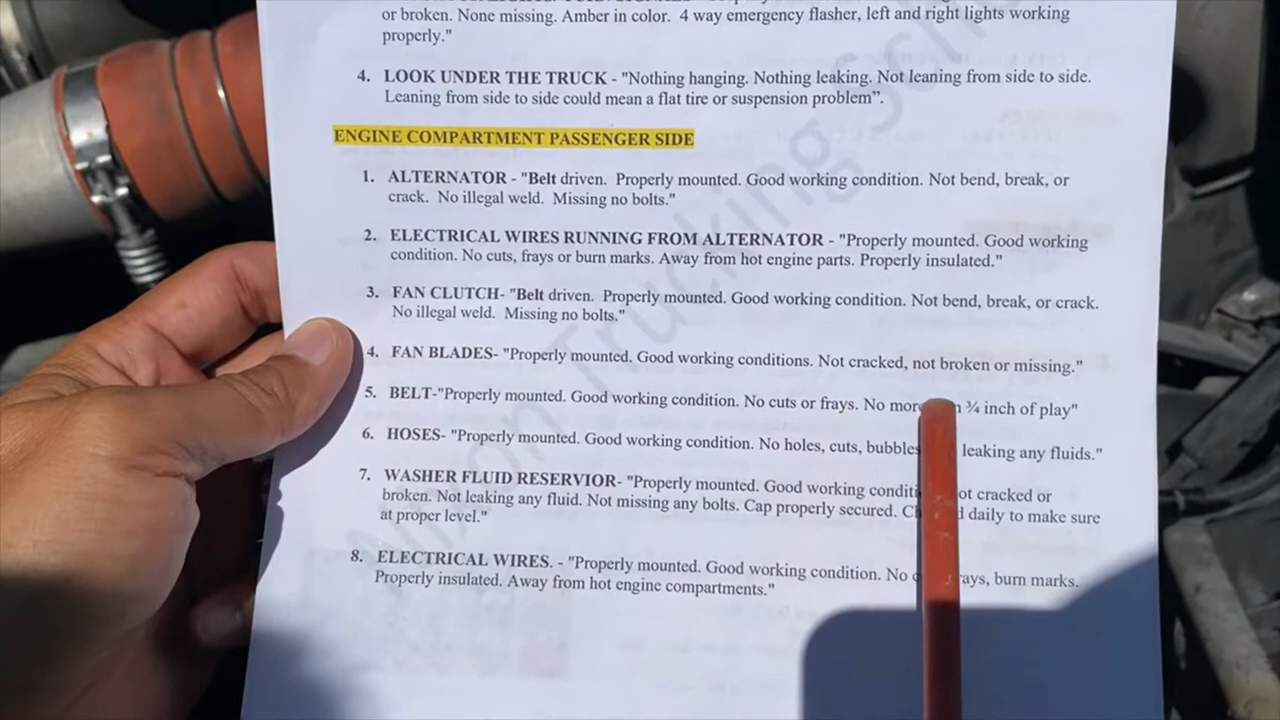 or broken. None missing. Amber in color. 4 way emergency flasher, left and right lights working
properly."
4. LOOK UNDER THE TRUCK - "Nothing hanging. Nothing leaking. Not leaning from side to side.
Leaning from side to side could mean a flat tire or suspension problem”.
ENGINE COMPARTMENT PASSENGER SIDE
1. ALTERNATOR - "Belt driven. Properly mounted. Good working condition. Not bend, break, or
crack. No illegal weld. Missing no bolts."
2. ELECTRICAL WIRES RUNNING FROM ALTERNATOR - "Properly mounted. Good working
condition. No cuts, frays or burn marks. Away from hot engine parts. Properly insulated."
3. FAN CLUTCH- "Belt driven. Properly mounted. Good working condition. Not bend, break, or crack.
No illegal weld. Missing no bolts."
4. FAN BLADES- "Properly mounted. Good working conditions. Not cracked, not broken or missing."
5. BELT-"Properly mounted. Good working condition. No cuts or frays. No ¾ inch of play"
6. HOSES- "Properly mounted. Good working condition. No holes, cuts, bubbles leaking any fluids."
7. WASHER FLUID RESERVIOR- "Properly mounted. Good working cracked or
broken. Not leaking any fluid. Not missing any bolts. Cap properly secured. daily to make sure
at proper level."
8. ELECTRICAL WIRES. - "Properly mounted. Good working condition. No burn marks.
Properly insulated. Away from hot engine compartments."
Trucking